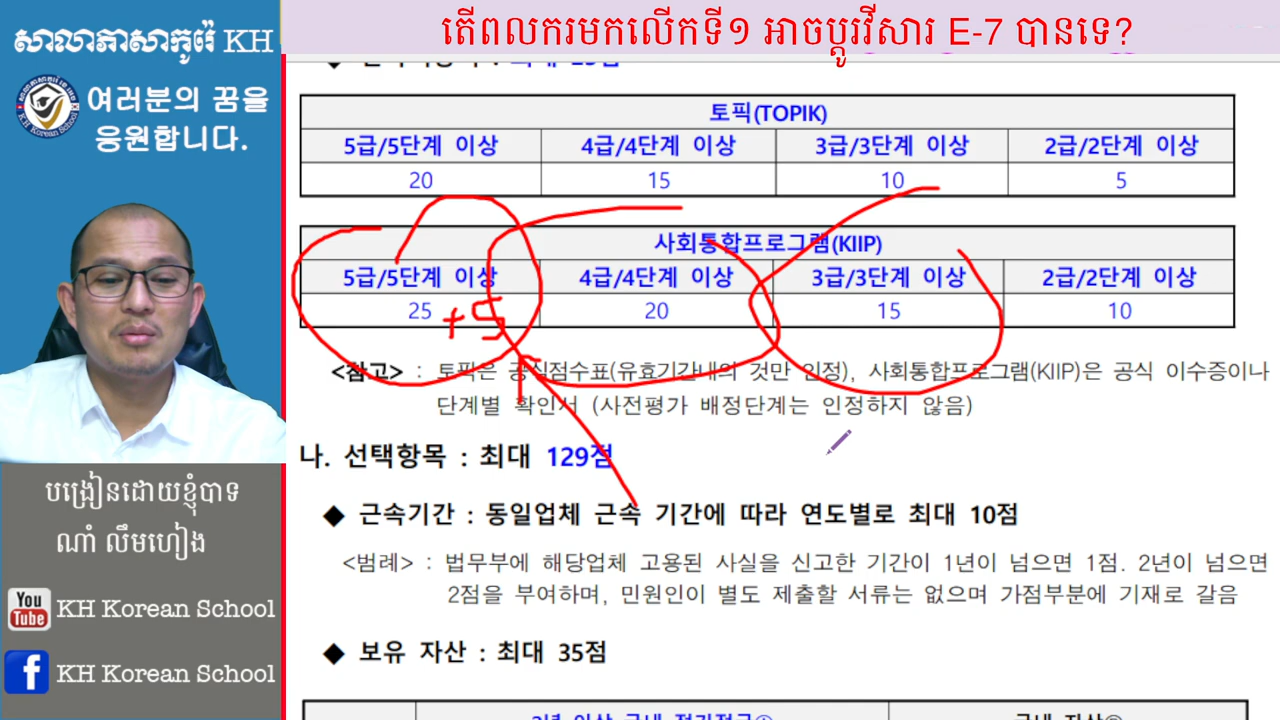 សាលាភាសាកូរ៉េ KH
여러분의 꿈을
응원합니다.
KH Korean School
បង្រៀនដោយខ្ញុំបាទ
ណាំ លឹមហៀង
You Tube KH Korean School
KH Korean School
តើពលករមកលើកទី១ អាចប្តូរវីសារ E-7 បានទេ?
토픽(TOPIK)
5급/5단계 이상 4급/4단계 이상 3급/3단계 이상 2급/2단계 이상
20 15 10 5
사회통합프로그램(KIIP)
5급/5단계 이상 4급/4단계 이상 3급/3단계 이상 2급/2단계 이상
25 +5 20 15 10
<참고> : 토픽은 공식점수표(유효기간내의 것만 인정), 사회통합프로그램(KIIP)은 공식 이수증이나
단계별 확인서 (사전평가 배정단계는 인정하지 않음)
나. 선택항목 : 최대 129점
◆ 근속기간 : 동일업체 근속 기간에 따라 연도별로 최대 10점
<범례> : 법무부에 해당업체 고용된 사실을 신고한 기간이 1년이 넘으면 1점. 2년이 넘으면
2점을 부여하며, 민원인이 별도 제출할 서류는 없으며 가점부분에 기재로 갈음
◆ 보유 자산 : 최대 35점